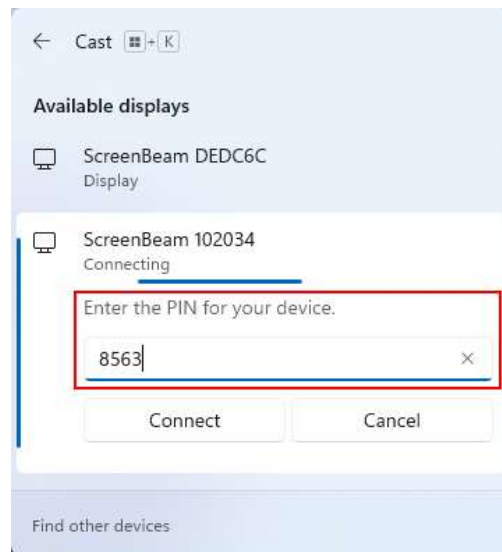 Cast +K
Available displays
ScreenBeam DEDC6C
Display
ScreenBeam 102034
Connecting
Enter the PIN for your device.
8563
Connect
Cancel
Find other devices